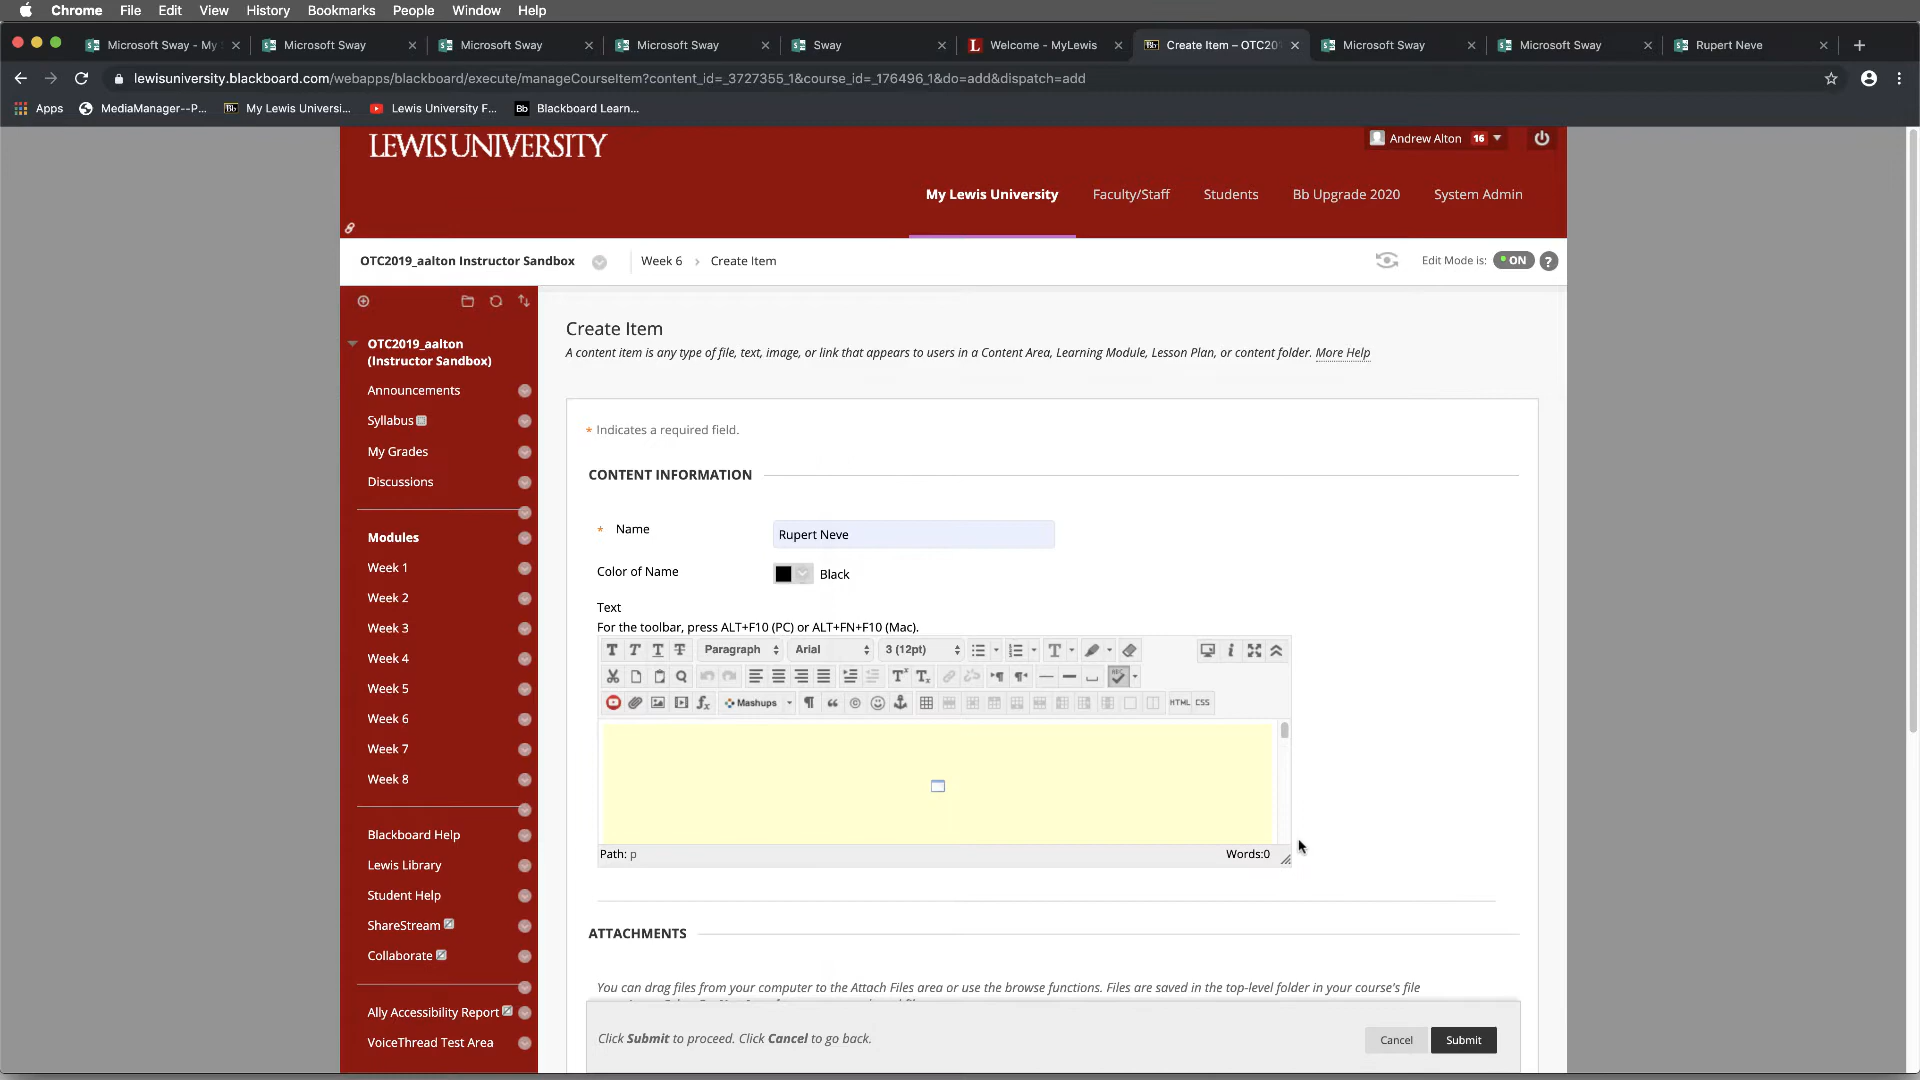 Chrome File Edit View History Bookmarks People Window Help
Microsoft Sway - My Microsoft Sway Microsoft Sway Microsoft Sway Sway Welcome - MyLewis Create Item – OTC20 Microsoft Sway Microsoft Sway Rupert Neve
lewisuniversity.blackboard.com/webapps/blackboard/execute/manageCourseItem?content_id=_3727355_1&course_id=_176496_1&do=add&dispatch=add
Apps MediaManager--P... My Lewis Universi... Lewis University F... Blackboard Learn...
LEWIS UNIVERSITY
Andrew Alton 16
My Lewis University Faculty/Staff Students Bb Upgrade 2020 System Admin
OTC2019_aalton Instructor Sandbox Week 6 Create Item Edit Mode is: ON ?
OTC2019_aalton
(Instructor Sandbox)
Announcements
Syllabus
My Grades
Discussions
Modules
Week 1
Week 2
Week 3
Week 4
Week 5
Week 6
Week 7
Week 8
Blackboard Help
Lewis Library
Student Help
ShareStream
Collaborate
Ally Accessibility Report
VoiceThread Test Area
Create Item
A content item is any type of file, text, image, or link that appears to users in a Content Area, Learning Module, Lesson Plan, or content folder. More Help
* Indicates a required field.
CONTENT INFORMATION
* Name Rupert Neve
Color of Name Black
Text
For the toolbar, press ALT+F10 (PC) or ALT+FN+F10 (Mac).
T T T T Paragraph Arial 3 (12pt) T
Mashups HTML CSS
Path: p Words:0
ATTACHMENTS
You can drag files from your computer to the Attach Files area or use the browse functions. Files are saved in the top-level folder in your course's file
Click Submit to proceed. Click Cancel to go back. Cancel Submit